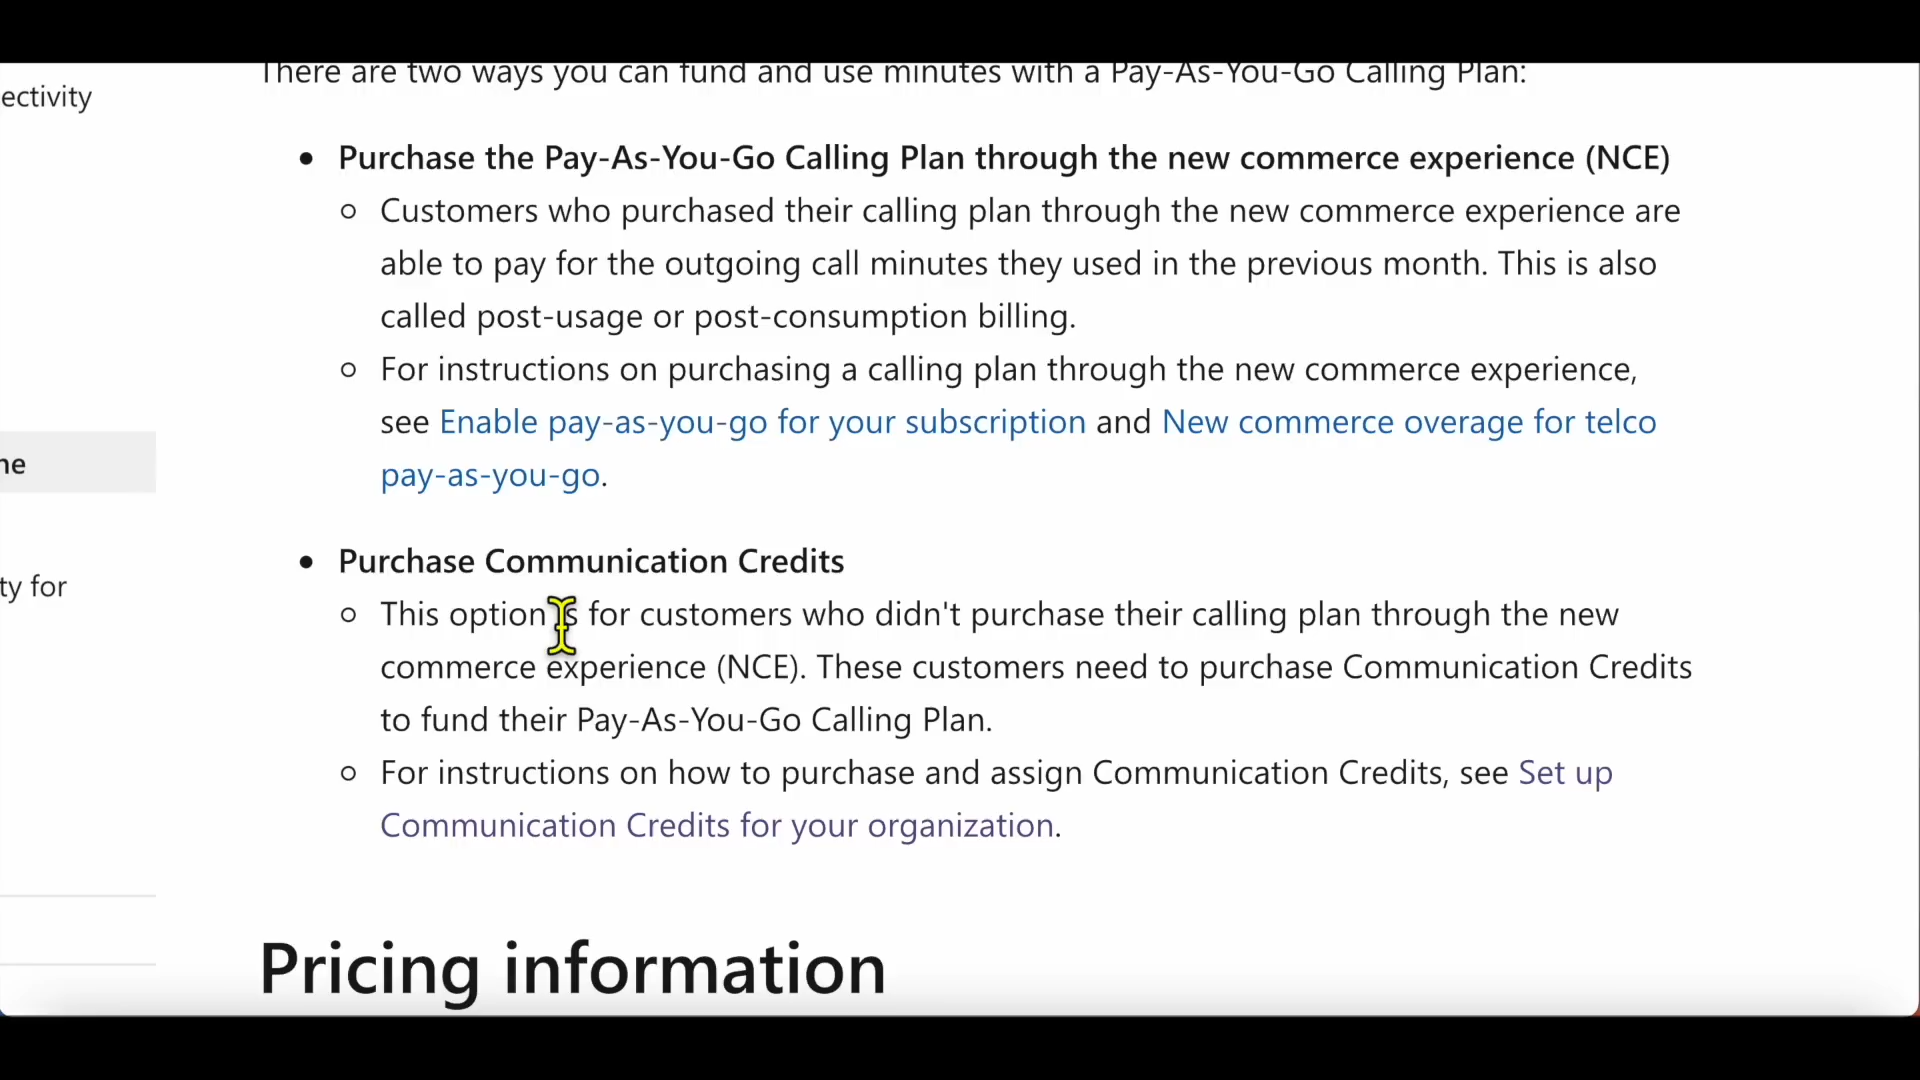 There are two ways you can fund and use minutes with a Pay-As-You-Go Calling Plan:
ectivity
• Purchase the Pay-As-You-Go Calling Plan through the new commerce experience (NCE)
○ Customers who purchased their calling plan through the new commerce experience are
able to pay for the outgoing call minutes they used in the previous month. This is also
called post-usage or post-consumption billing.
○ For instructions on purchasing a calling plan through the new commerce experience,
see Enable pay-as-you-go for your subscription and New commerce overage for telco
ne
pay-as-you-go.
• Purchase Communication Credits
ty for
○ This option is for customers who didn't purchase their calling plan through the new
commerce experience (NCE). These customers need to purchase Communication Credits
to fund their Pay-As-You-Go Calling Plan.
○ For instructions on how to purchase and assign Communication Credits, see Set up
Communication Credits for your organization.
Pricing information